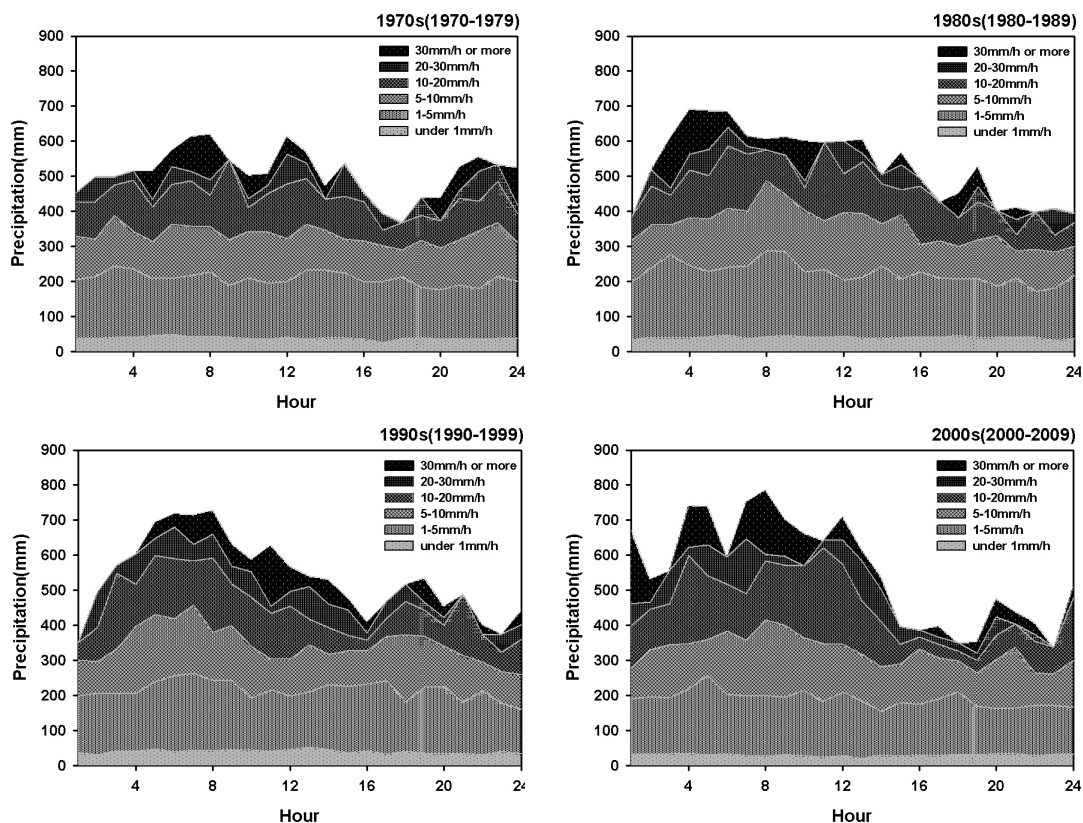 1970s(1970-1979)
900
800
700
600
500
400
300
200
100
0
Precipitation(mm)
30mm/h or more
20-30mm/h
10-20mm/h
5-10mm/h
1-5mm/h
under 1mm/h
4 8 12 16 20 24
Hour
1980s(1980-1989)
900
800
700
600
500
400
300
200
100
0
Precipitation(mm)
30mm/h or more
20-30mm/h
10-20mm/h
5-10mm/h
1-5mm/h
under 1mm/h
4 8 12 16 20 24
Hour
1990s(1990-1999)
900
800
700
600
500
400
300
200
100
0
Precipitation(mm)
30mm/h or more
20-30mm/h
10-20mm/h
5-10mm/h
1-5mm/h
under 1mm/h
4 8 12 16 20 24
Hour
2000s(2000-2009)
900
800
700
600
500
400
300
200
100
0
Precipitation(mm)
30mm/h or more
20-30mm/h
10-20mm/h
5-10mm/h
1-5mm/h
under 1mm/h
4 8 12 16 20 24
Hour